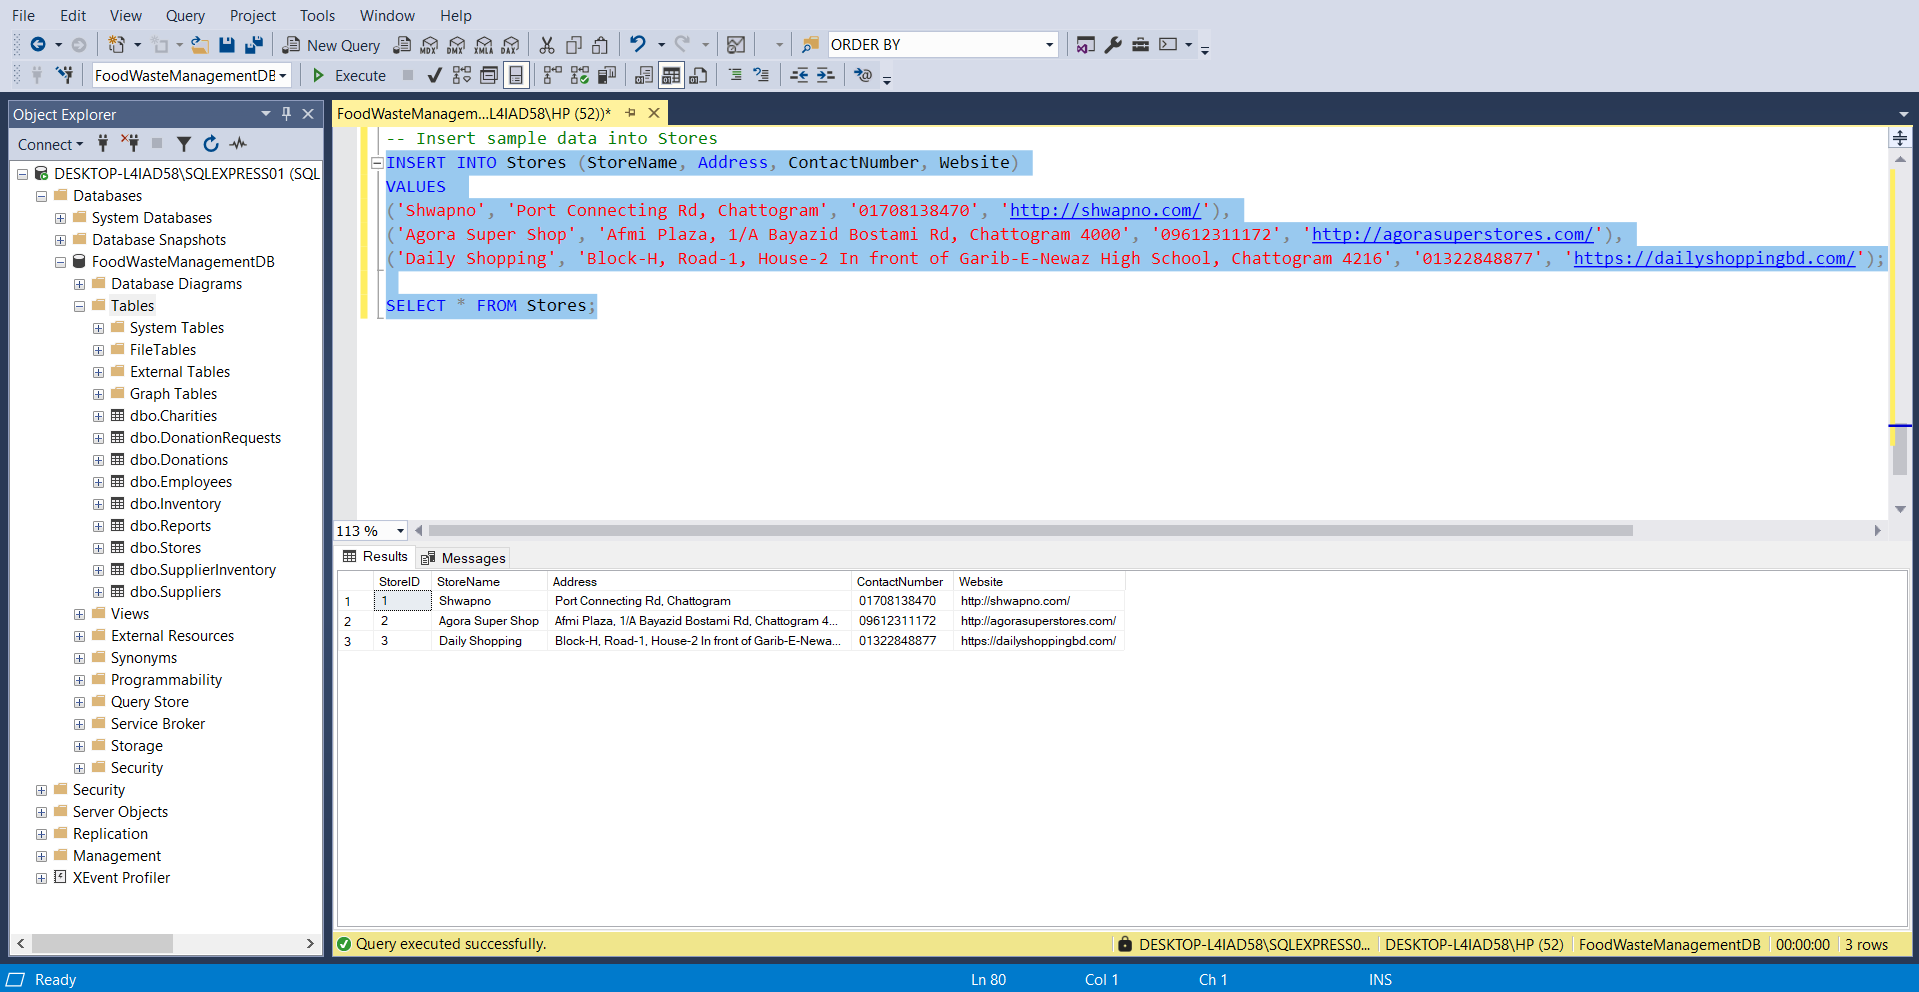 File Edit View Query Project Tools Window Help
New Query MDX DMX XMLA DAX ORDER BY
FoodWasteManagementDB Execute
Object Explorer
Connect
DESKTOP-L4IAD58\SQLEXPRESS01 (SQL
Databases
System Databases
Database Snapshots
FoodWasteManagementDB
Database Diagrams
Tables
System Tables
FileTables
External Tables
Graph Tables
dbo.Charities
dbo.DonationRequests
dbo.Donations
dbo.Employees
dbo.Inventory
dbo.Reports
dbo.Stores
dbo.SupplierInventory
dbo.Suppliers
Views
External Resources
Synonyms
Programmability
Query Store
Service Broker
Storage
Security
Security
Server Objects
Replication
Management
XEvent Profiler
FoodWasteManagem...L4IAD58\HP (52))*
-- Insert sample data into Stores
INSERT INTO Stores (StoreName, Address, ContactNumber, Website)
VALUES
('Shwapno', 'Port Connecting Rd, Chattogram', '01708138470', 'http://shwapno.com/'),
('Agora Super Shop', 'Afmi Plaza, 1/A Bayazid Bostami Rd, Chattogram 4000', '09612311172', 'http://agorasuperstores.com/'),
('Daily Shopping', 'Block-H, Road-1, House-2 In front of Garib-E-Newaz High School, Chattogram 4216', '01322848877', 'https://dailyshoppingbd.com/');
SELECT * FROM Stores;
113 %
Results Messages
StoreID StoreName Address ContactNumber Website
1 1 Shwapno Port Connecting Rd, Chattogram 01708138470 http://shwapno.com/
2 2 Agora Super Shop Afmi Plaza, 1/A Bayazid Bostami Rd, Chattogram 4... 09612311172 http://agorasuperstores.com/
3 3 Daily Shopping Block-H, Road-1, House-2 In front of Garib-E-Newa... 01322848877 https://dailyshoppingbd.com/
Query executed successfully. DESKTOP-L4IAD58\SQLEXPRESS0... DESKTOP-L4IAD58\HP (52) FoodWasteManagementDB 00:00:00 3 rows
Ready Ln 80 Col 1 Ch 1 INS